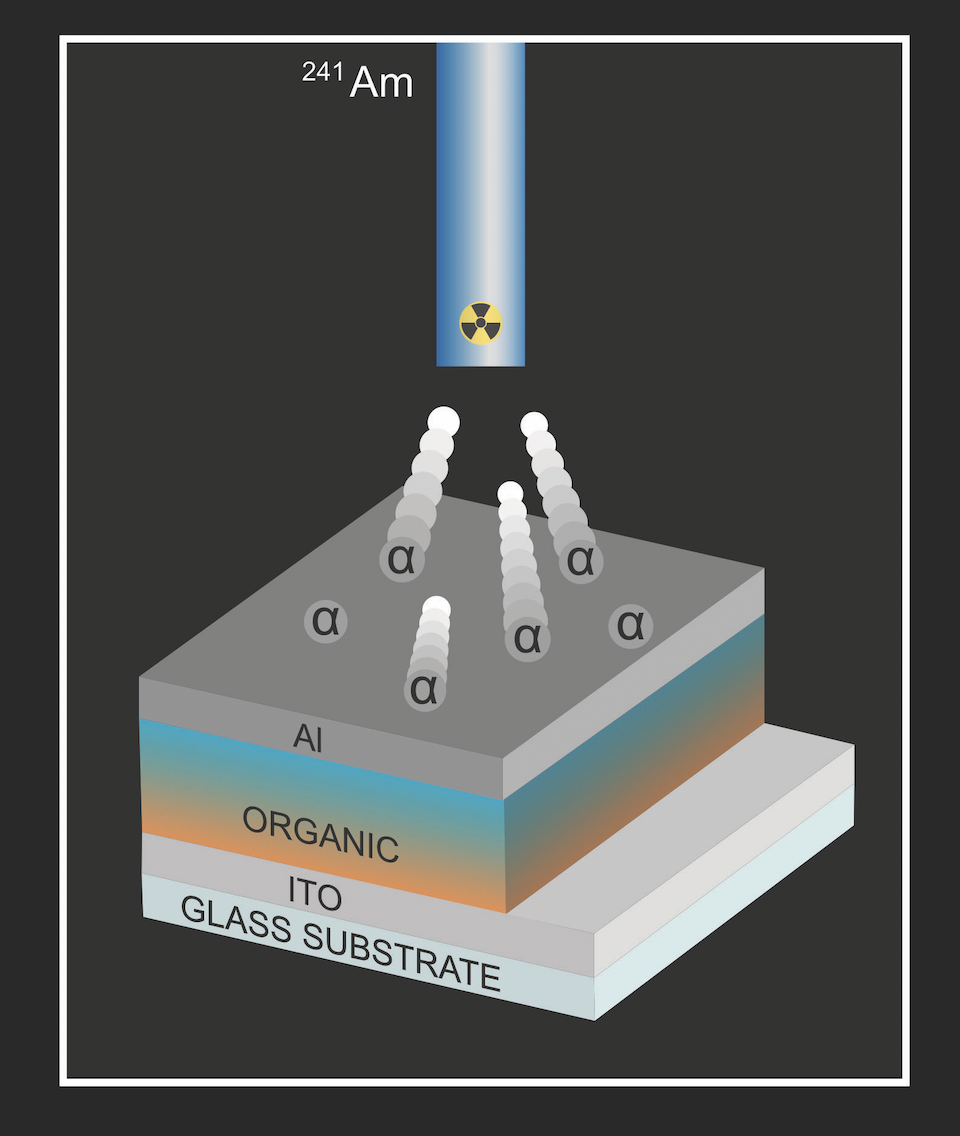 ²⁴¹Am
α
α
α
α
α
α
Al
ORGANIC
ITO
GLASS SUBSTRATE